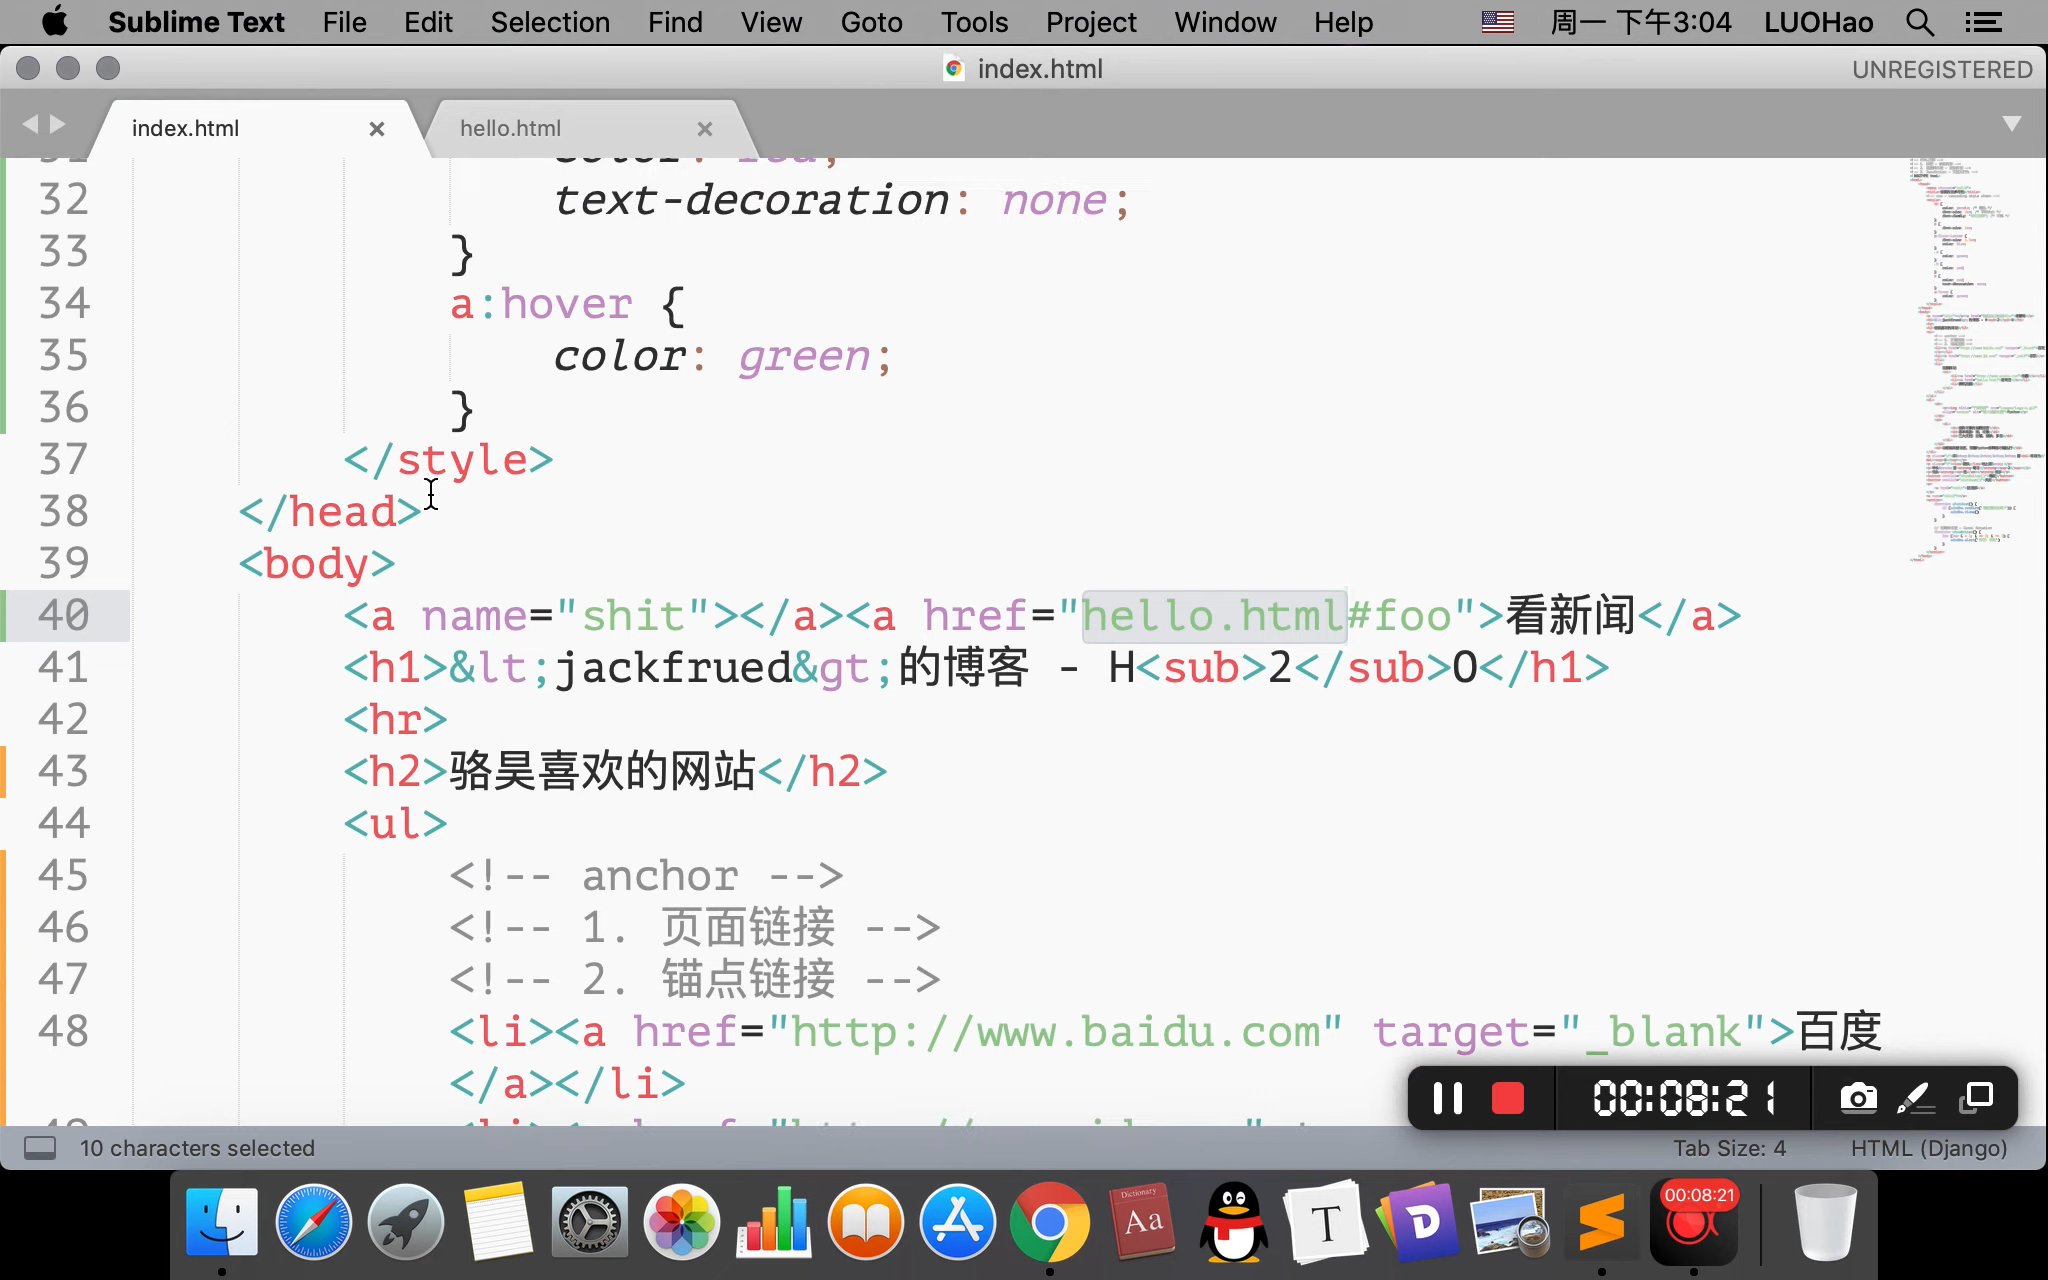 Sublime Text File Edit Selection Find View Goto Tools Project Window Help 周一 下午3:04 LUOHao
index.html UNREGISTERED
index.html hello.html
31 color: red;
32 text-decoration: none;
33 }
34 a:hover {
35 color: green;
36 }
37 </style>
38 </head>
39 <body>
40 <a name="shit"></a><a href="hello.html#foo">看新闻</a>
41 <h1>&lt;jackfrued&gt;的博客 - H<sub>2</sub>O</h1>
42 <hr>
43 <h2>骆昊喜欢的网站</h2>
44 <ul>
45 <!-- anchor -->
46 <!-- 1. 页面链接 -->
47 <!-- 2. 锚点链接 -->
48 <li><a href="http://www.baidu.com" target="_blank">百度
</a></li>
00:08:21
10 characters selected Tab Size: 4 HTML (Django)
Dictionary
Aa
T
D
00:08:21